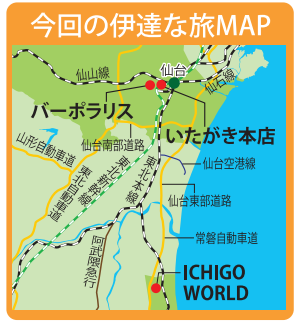 今回の伊達な旅MAP
仙台
仙山線
仙石線
バーポラリス
いたがき本店
仙台南部道路
山形自動車道
仙台空港線
東北自動車道
東北新幹線
東北本線
仙台東部道路
阿武隈急行
常磐自動車道
ICHIGO
WORLD